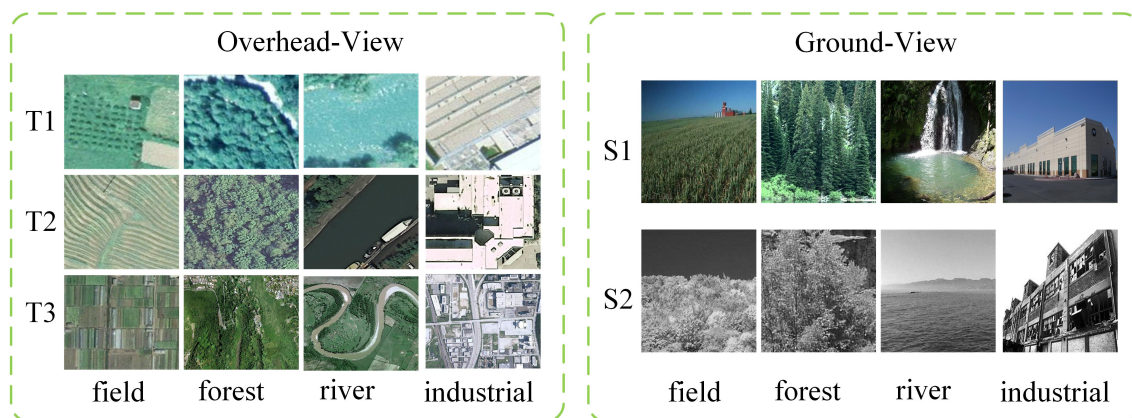 Overhead-View
T1
T2
T3
field forest river industrial
Ground-View
S1
S2
field forest river industrial